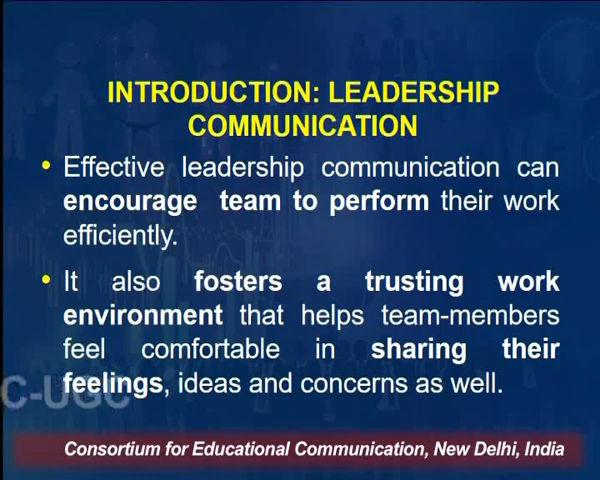 INTRODUCTION: LEADERSHIP
COMMUNICATION
• Effective leadership communication can
encourage team to perform their work
efficiently.
• It also fosters a trusting work
environment that helps team-members
feel comfortable in sharing their
feelings, ideas and concerns as well.
C-UGC
Consortium for Educational Communication, New Delhi, India